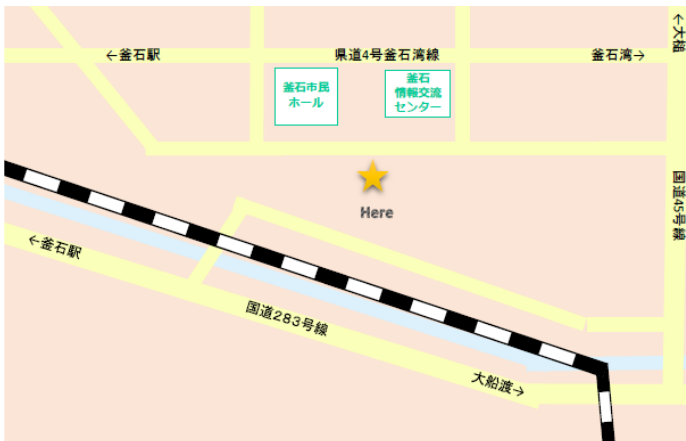 ←大槌
←釜石駅
県道4号釜石湾線
釜石湾→
釜石市民
ホール
釜石
情報交流
センター
国道45号線
Here
←釜石駅
国道283号線
大船渡→